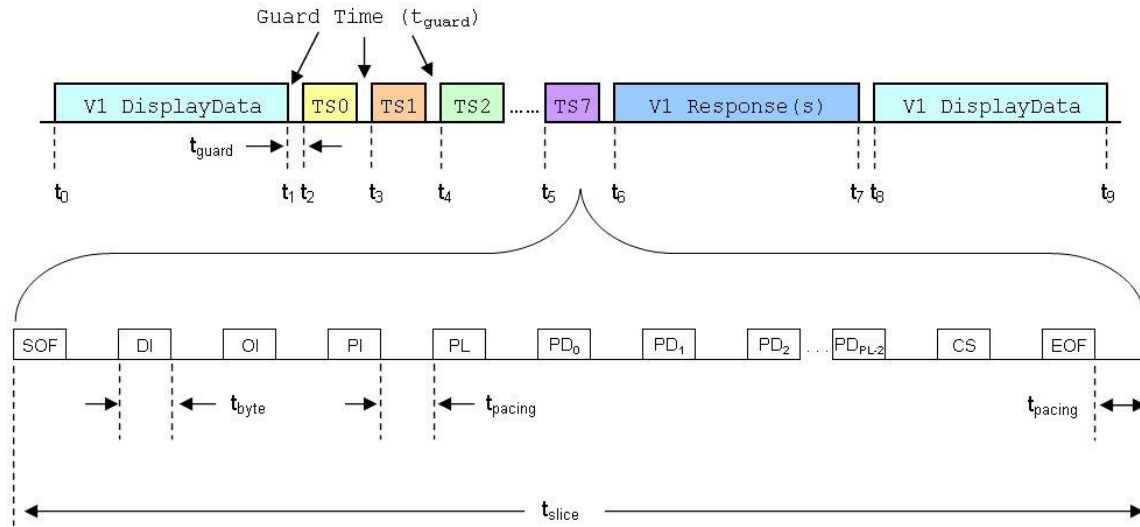 Guard Time (tguard)
V1 DisplayData TS0 TS1 TS2 ...... TS7 V1 Response(s) V1 DisplayData
tguard
t0 t1 t2 t3 t4 t5 t6 t7 t8 t9
SOF DI OI PI PL PD0 PD1 PD2 ... PDPL-2 CS EOF
tbyte tpacing tpacing
tslice